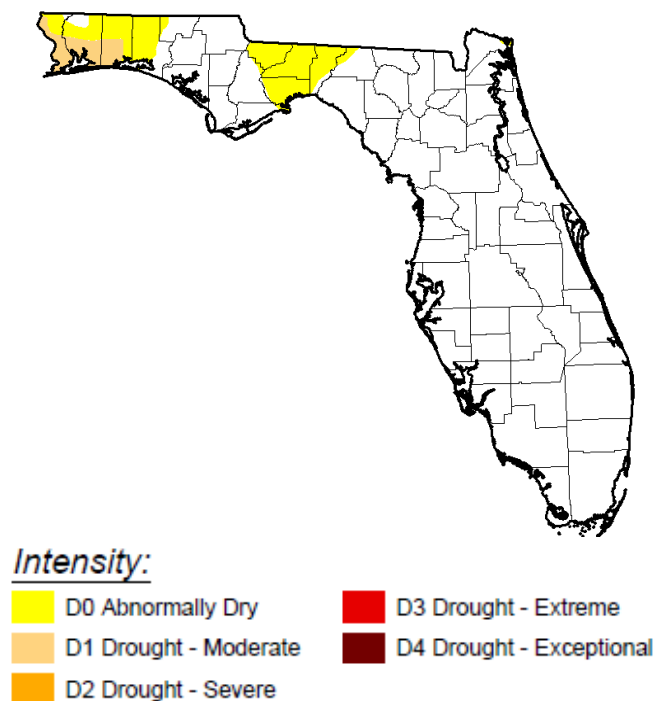 Intensity:
D0 Abnormally Dry
D1 Drought - Moderate
D2 Drought - Severe
D3 Drought - Extreme
D4 Drought - Exceptional